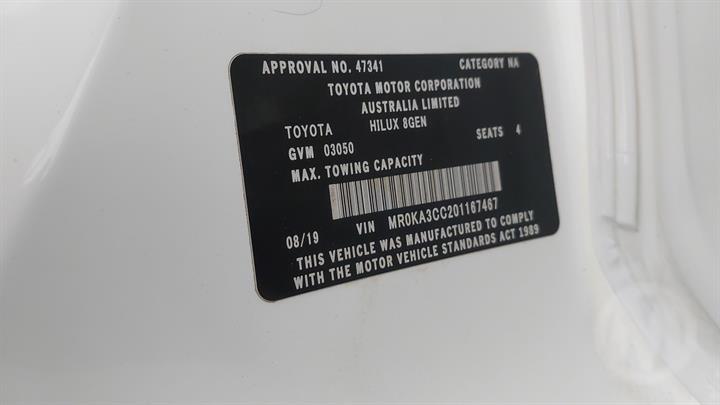 APPROVAL NO. 47341 CATEGORY NA
TOYOTA MOTOR CORPORATION
AUSTRALIA LIMITED
TOYOTA HILUX 8GEN
GVM 03050 SEATS 4
MAX. TOWING CAPACITY
08/19 VIN MR0KA3CC201167467
THIS VEHICLE WAS MANUFACTURED TO COMPLY
WITH THE MOTOR VEHICLE STANDARDS ACT 1989